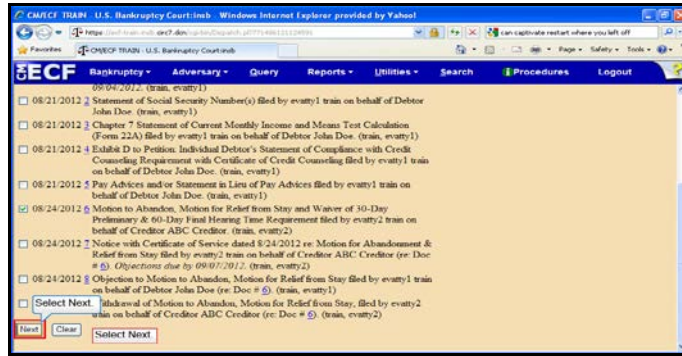 CM/ECF TRAIN - U.S. Bankruptcy Court:insb - Windows Internet Explorer provided by Yahoo!
can captivate restart where you left off
Favorites CM/ECF TRAIN - U.S. Bankruptcy Court:insb
Page Safety Tools
ECF Bankruptcy Adversary Query Reports Utilities Search Procedures Logout
09/04/2012. (train, evatty1)
08/21/2012 2 Statement of Social Security Number(s) filed by evatty1 train on behalf of Debtor
John Doe. (train, evatty1)
08/21/2012 3 Chapter 7 Statement of Current Monthly Income and Means Test Calculation
(Form 22A) filed by evatty1 train on behalf of Debtor John Doe. (train, evatty1)
08/21/2012 4 Exhibit D to Petition: Individual Debtor's Statement of Compliance with Credit
Counseling Requirement with Certificate of Credit Counseling filed by evatty1 train
on behalf of Debtor John Doe. (train, evatty1)
08/21/2012 5 Pay Advices and/or Statement in Lieu of Pay Advices filed by evatty1 train on
behalf of Debtor John Doe. (train, evatty1)
08/24/2012 6 Motion to Abandon, Motion for Relief from Stay and Waiver of 30-Day
Preliminary & 60-Day Final Hearing Time Requirement filed by evatty2 train on
behalf of Creditor ABC Creditor. (train, evatty2)
08/24/2012 7 Notice with Certificate of Service dated 8/24/2012 re: Motion for Abandonment &
Relief from Stay filed by evatty2 train on behalf of Creditor ABC Creditor (re: Doc
# 6). Objections due by 09/07/2012. (train, evatty2)
08/24/2012 8 Objection to Motion to Abandon, Motion for Relief from Stay filed by evatty1 train
on behalf of Debtor John Doe (re: Doc # 6). (train, evatty1)
Select Next. Withdrawal of Motion to Abandon, Motion for Relief from Stay, filed by evatty2
train on behalf of Creditor ABC Creditor (re: Doc # 6). (train, evatty2)
Next Clear Select Next